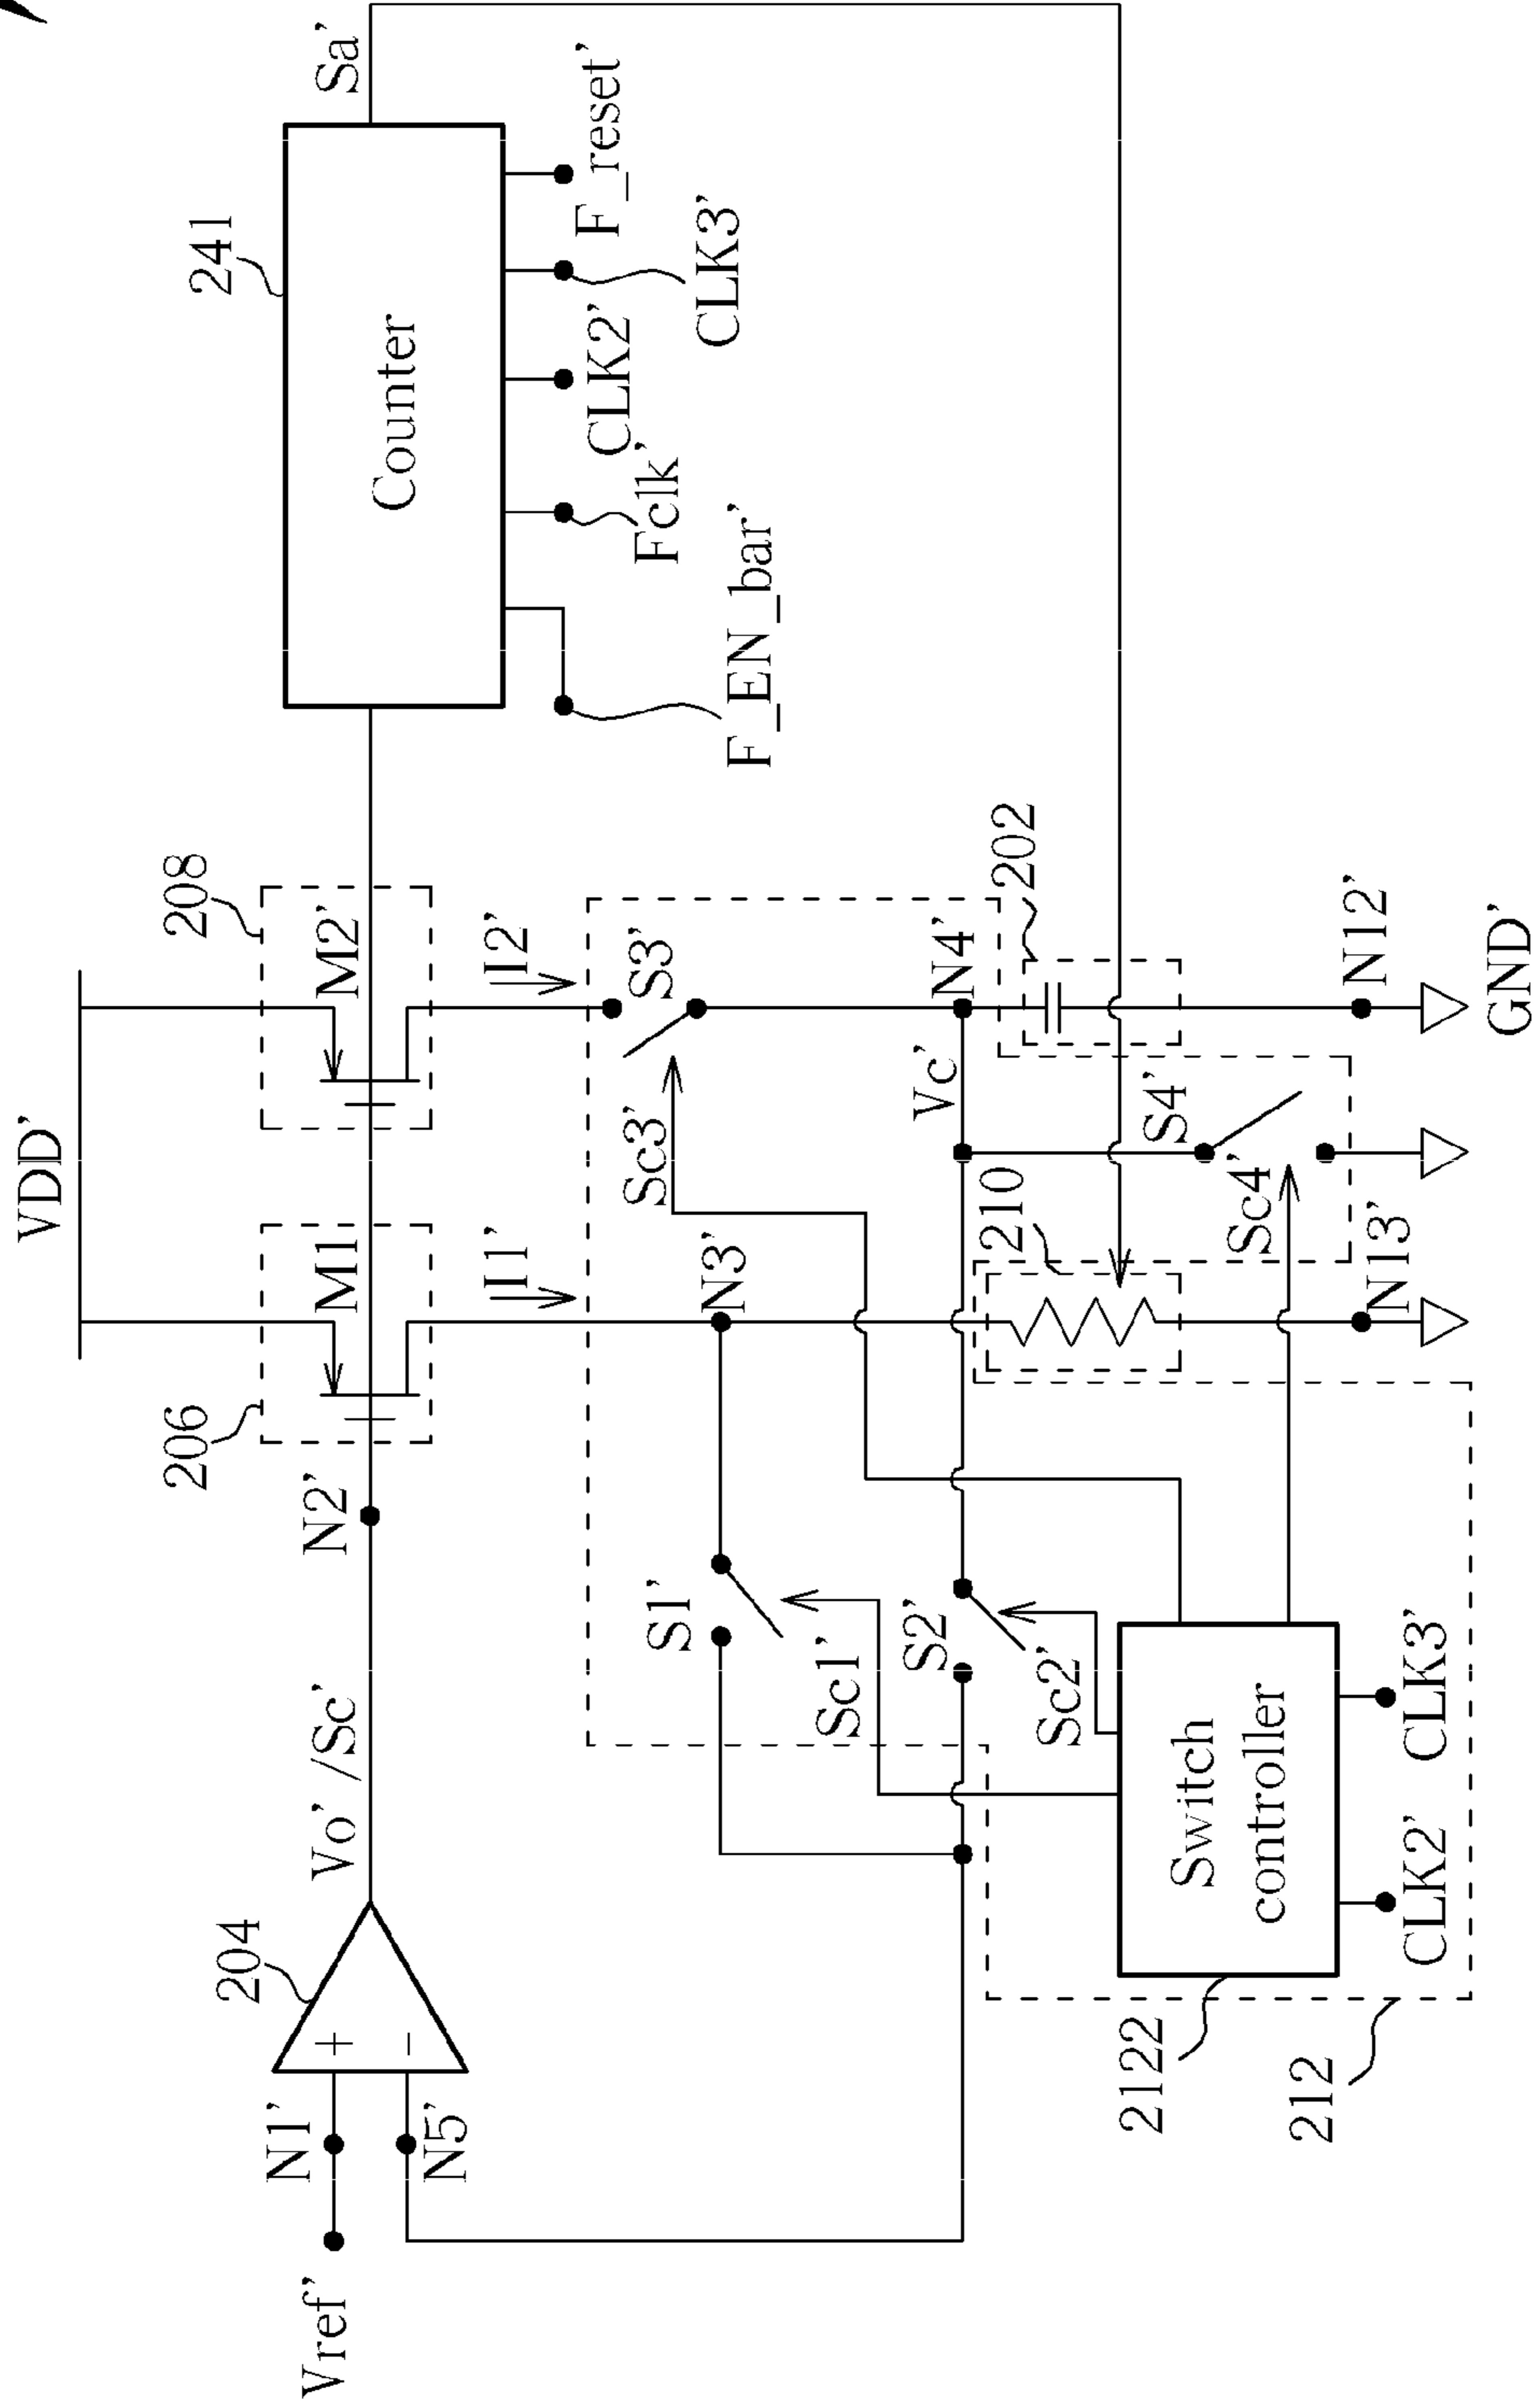 VDD'
206
M1'
208
M2'
241
Counter
Sa'
204
+
−
N1'
Vref'
N5'
Vo' /Sc'
N2'
I1'
I2'
F_EN_bar'
Fclk'
CLK2'
CLK3'
F_reset'
S1'
Sc1'
N3'
Sc3'
S3'
S2'
Sc2'
Vc'
N4'
202
210
S4'
Sc4'
2122
Switch
controller
212
CLK2'
CLK3'
N13'
N12'
GND'